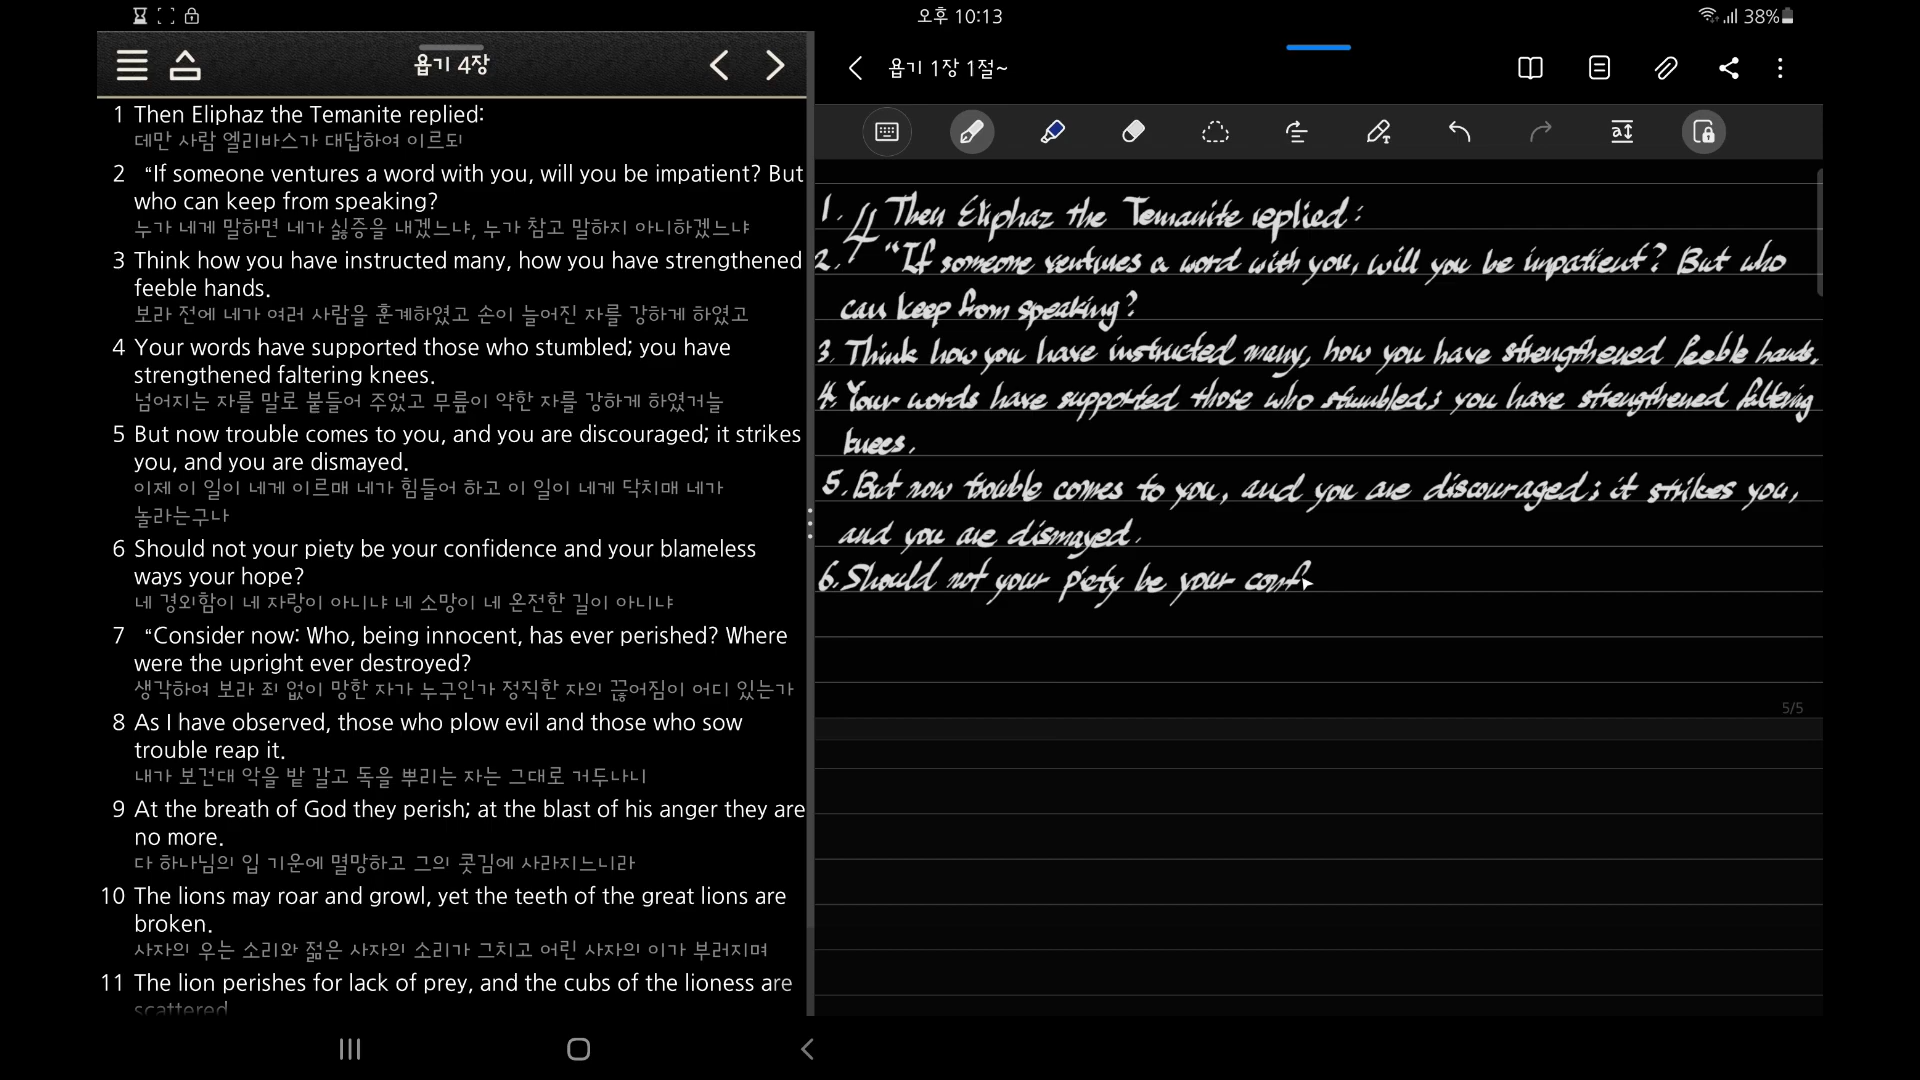 오후 10:13
38%
욥기 4장
1 Then Eliphaz the Temanite replied:
데만 사람 엘리바스가 대답하여 이르되
2 “If someone ventures a word with you, will you be impatient? But
who can keep from speaking?
누가 네게 말하면 네가 싫증을 내겠느냐, 누가 참고 말하지 아니하겠느냐
3 Think how you have instructed many, how you have strengthened
feeble hands.
보라 전에 네가 여러 사람을 훈계하였고 손이 늘어진 자를 강하게 하였고
4 Your words have supported those who stumbled; you have
strengthened faltering knees.
넘어지는 자를 말로 붙들어 주었고 무릎이 약한 자를 강하게 하였거늘
5 But now trouble comes to you, and you are discouraged; it strikes
you, and you are dismayed.
이제 이 일이 네게 이르매 네가 힘들어 하고 이 일이 네게 닥치매 네가
놀라는구나
6 Should not your piety be your confidence and your blameless
ways your hope?
네 경외함이 네 자랑이 아니냐 네 소망이 네 온전한 길이 아니냐
7 “Consider now: Who, being innocent, has ever perished? Where
were the upright ever destroyed?
생각하여 보라 죄 없이 망한 자가 누구인가 정직한 자의 끊어짐이 어디 있는가
8 As I have observed, those who plow evil and those who sow
trouble reap it.
내가 보건대 악을 밭 갈고 독을 뿌리는 자는 그대로 거두나니
9 At the breath of God they perish; at the blast of his anger they are
no more.
다 하나님의 입 기운에 멸망하고 그의 콧김에 사라지느니라
10 The lions may roar and growl, yet the teeth of the great lions are
broken.
사자의 우는 소리와 젊은 사자의 소리가 그치고 어린 사자의 이가 부러지며
11 The lion perishes for lack of prey, and the cubs of the lioness are
scattered
욥기 1장 1절~
1. 4 Then Eliphaz the Temanite replied:
2. “If someone ventures a word with you, will you be impatient? But who
can keep from speaking?
3. Think how you have instructed many, how you have strengthened feeble hands.
4. Your words have supported those who stumbled; you have strengthened faltering
knees.
5. But now trouble comes to you, and you are discouraged; it strikes you,
and you are dismayed.
6. Should not your piety be your conf
5/5